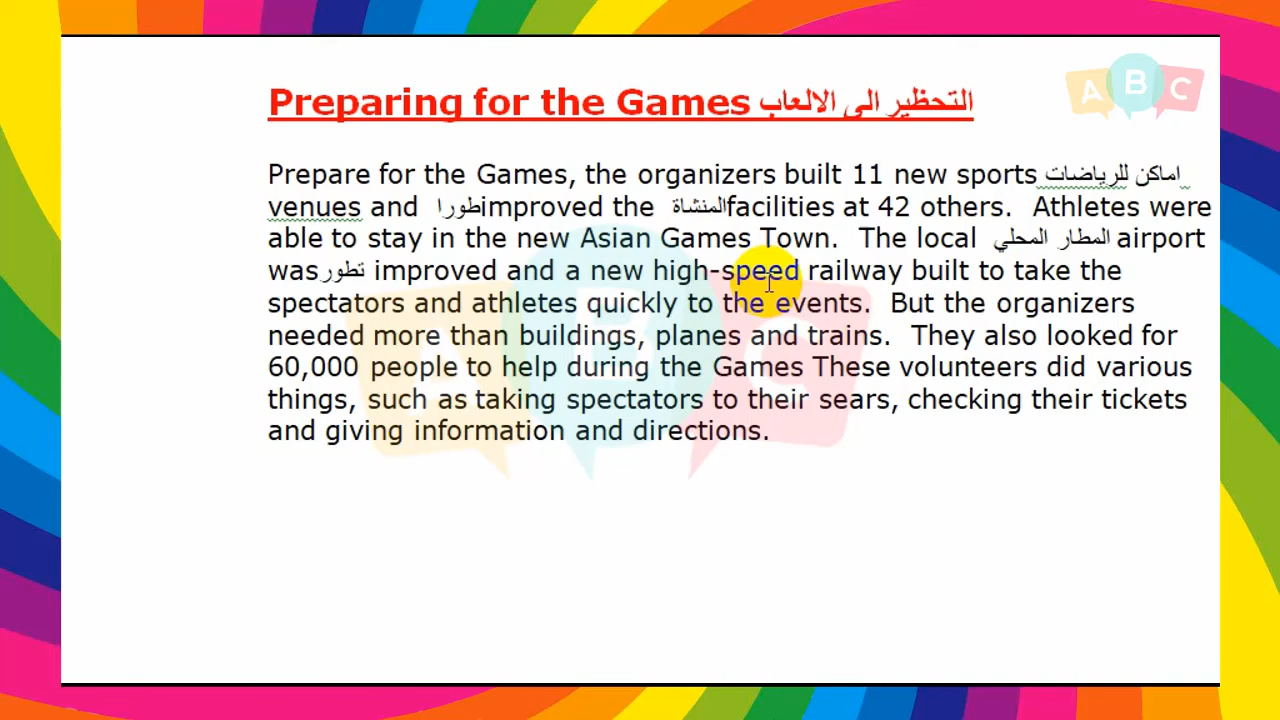 Preparing for the Games التحظير الى الالعاب
A B C
Prepare for the Games, the organizers built 11 new sports اماكن للرياضات
venues and طورا improved the المنشاة facilities at 42 others. Athletes were
able to stay in the new Asian Games Town. The local المطار المحلي airport
was تطور improved and a new high-speed railway built to take the
spectators and athletes quickly to the events. But the organizers
needed more than buildings, planes and trains. They also looked for
60,000 people to help during the Games These volunteers did various
things, such as taking spectators to their sears, checking their tickets
and giving information and directions.
A B C